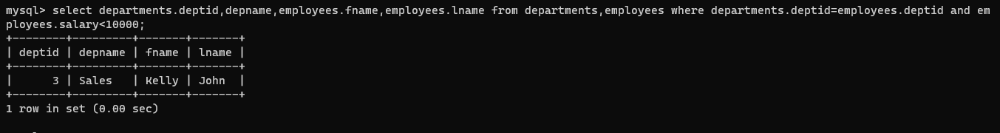 mysql> select departments.deptid,depname,employees.fname,employees.lname from departments,employees where departments.deptid=employees.deptid and em
ployees.salary<10000;
+--------+---------+-------+-------+
| deptid | depname | fname | lname |
+--------+---------+-------+-------+
|      3 | Sales   | Kelly | John  |
+--------+---------+-------+-------+
1 row in set (0.00 sec)